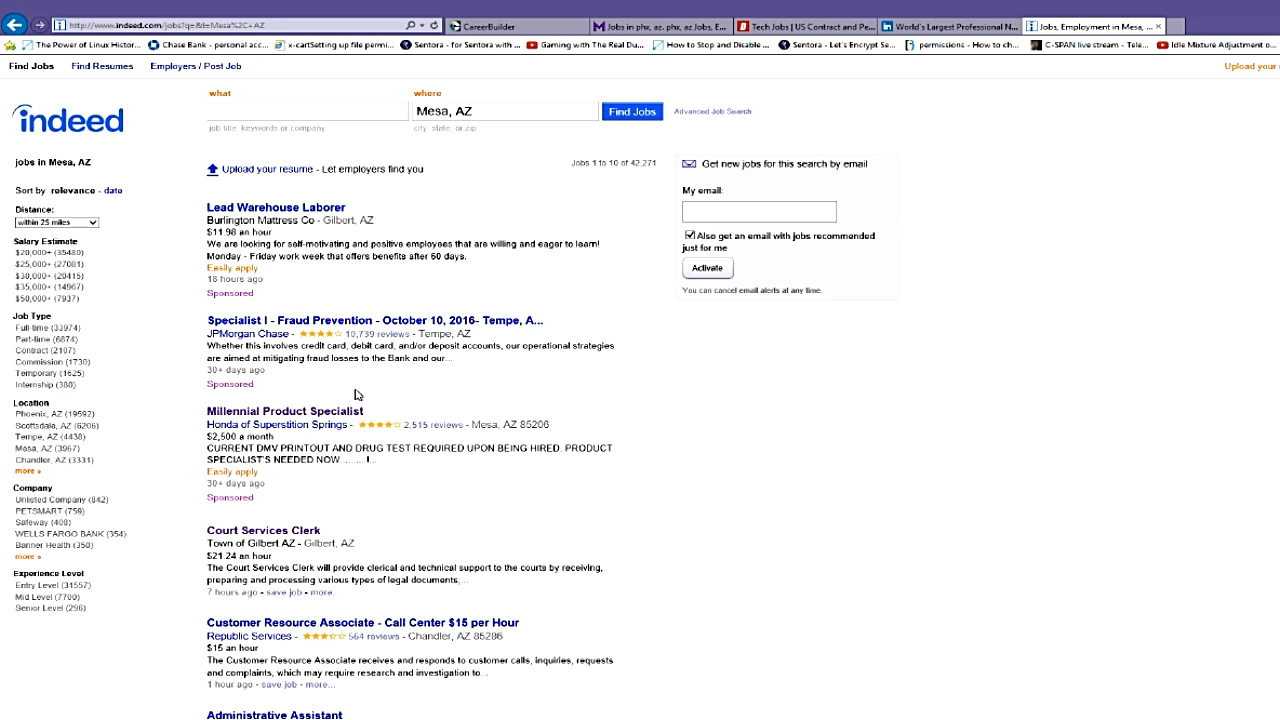 http://www.indeed.com/jobs?q=&l=Mesa%2C+AZ
CareerBuilder
Jobs in phx, az. phx, az Jobs, E...
Tech Jobs | US Contract and Pe...
World's Largest Professional N...
Jobs, Employment in Mesa, ...
The Power of Linux Histor...
Chase Bank - personal acc...
x-cartSetting up file permi...
Sentora - for Sentora with ...
Gaming with The Real Du...
How to Stop and Disable ...
Sentora - Let's Encrypt Se...
permissions - How to ch...
C-SPAN live stream - Tele...
Idle Mixture Adjustment o...
Find Jobs
Find Resumes
Employers / Post Job
Upload your
indeed
what
where
Mesa, AZ
Find Jobs
Advanced Job Search
job title, keywords or company
city, state, or zip
jobs in Mesa, AZ
Sort by relevance - date
Distance:
within 25 miles
Salary Estimate
$20,000+ (35480)
$25,000+ (27081)
$30,000+ (20415)
$35,000+ (14967)
$50,000+ (7937)
Job Type
Full-time (33974)
Part-time (6874)
Contract (2107)
Commission (1730)
Temporary (1625)
Internship (380)
Location
Phoenix, AZ (19592)
Scottsdale, AZ (6206)
Tempe, AZ (4438)
Mesa, AZ (3967)
Chandler, AZ (3331)
more »
Company
Unlisted Company (842)
PETSMART (759)
Safeway (408)
WELLS FARGO BANK (354)
Banner Health (350)
more »
Experience Level
Entry Level (31557)
Mid Level (7700)
Senior Level (296)
Upload your resume - Let employers find you
Jobs 1 to 10 of 42,271
Lead Warehouse Laborer
Burlington Mattress Co - Gilbert, AZ
$11.98 an hour
We are looking for self-motivating and positive employees that are willing and eager to learn!
Monday - Friday work week that offers benefits after 60 days.
Easily apply
18 hours ago
Sponsored
Specialist I - Fraud Prevention - October 10, 2016- Tempe, A...
JPMorgan Chase - 10,739 reviews - Tempe, AZ
Whether this involves credit card, debit card, and/or deposit accounts, our operational strategies
are aimed at mitigating fraud losses to the Bank and our...
30+ days ago
Sponsored
Millennial Product Specialist
Honda of Superstition Springs - 2,515 reviews - Mesa, AZ 85206
$2,500 a month
CURRENT DMV PRINTOUT AND DRUG TEST REQUIRED UPON BEING HIRED. PRODUCT
SPECIALIST'S NEEDED NOW........ I...
Easily apply
30+ days ago
Sponsored
Court Services Clerk
Town of Gilbert AZ - Gilbert, AZ
$21.24 an hour
The Court Services Clerk will provide clerical and technical support to the courts by receiving,
preparing and processing various types of legal documents;...
7 hours ago - save job - more...
Customer Resource Associate - Call Center $15 per Hour
Republic Services - 564 reviews - Chandler, AZ 85286
$15 an hour
The Customer Resource Associate receives and responds to customer calls, inquiries, requests
and complaints, which may require research and investigation to...
1 hour ago - save job - more...
Administrative Assistant
Get new jobs for this search by email
My email:
Also get an email with jobs recommended
just for me
Activate
You can cancel email alerts at any time.